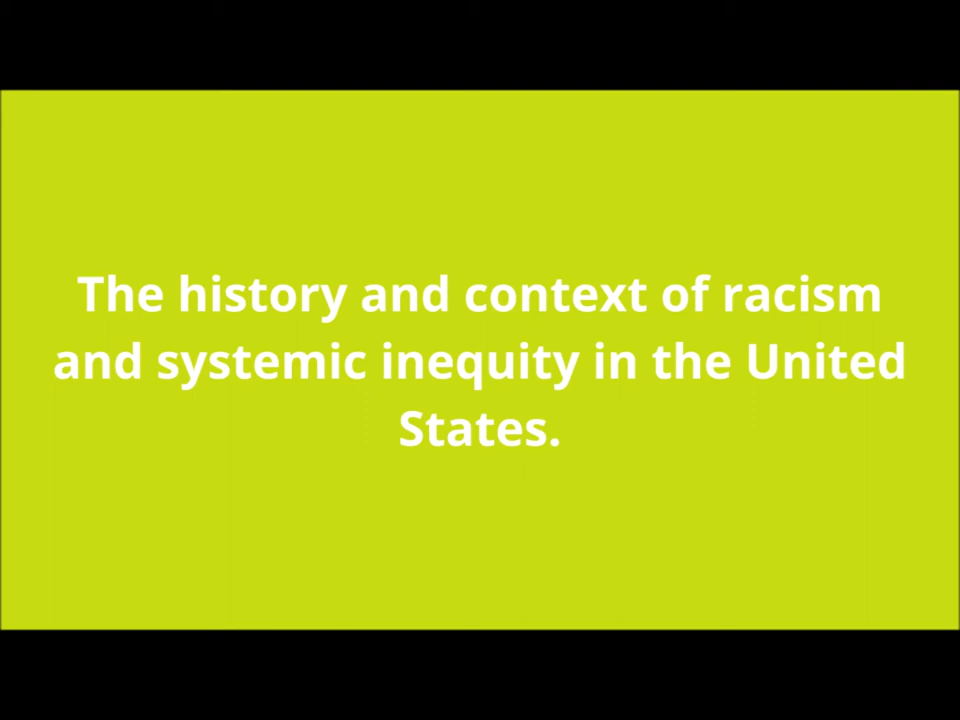 The history and context of racism
and systemic inequity in the United
States.